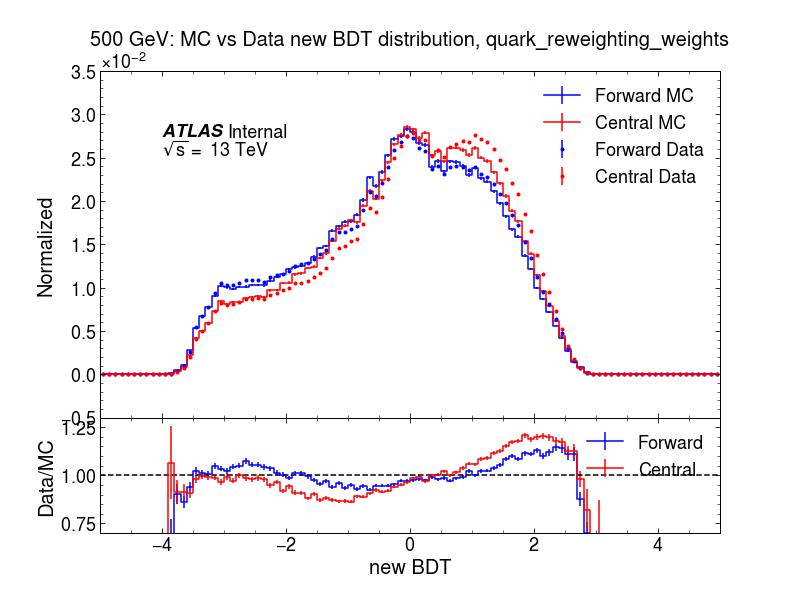 500 GeV: MC vs Data new BDT distribution, quark_reweighting_weights
×10⁻²
3.5
3.0
2.5
2.0
1.5
1.0
0.5
0.0
0.5
Normalized
ATLAS Internal
√s = 13 TeV
Forward MC
Central MC
Forward Data
Central Data
1.25
1.00
0.75
Data/MC
Forward
Central
−4 −2 0 2 4
new BDT